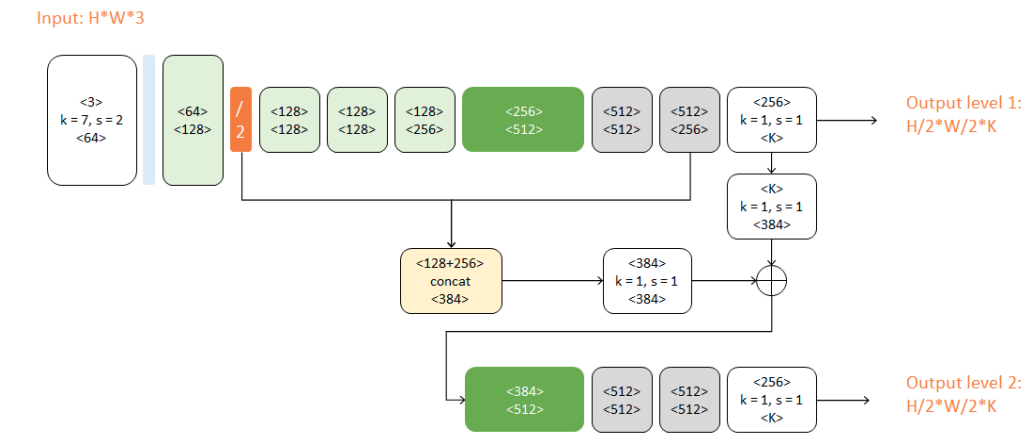 Input: H*W*3
<3>
k = 7, s = 2
<64>
<64>
<128>
/
2
<128>
<128>
<128>
<128>
<128>
<256>
<256>
<512>
<512>
<512>
<512>
<256>
<256>
k = 1, s = 1
<K>
Output level 1:
H/2*W/2*K
<K>
k = 1, s = 1
<384>
<128+256>
concat
<384>
<384>
k = 1, s = 1
<384>
<384>
<512>
<512>
<512>
<512>
<512>
<256>
k = 1, s = 1
<K>
Output level 2:
H/2*W/2*K